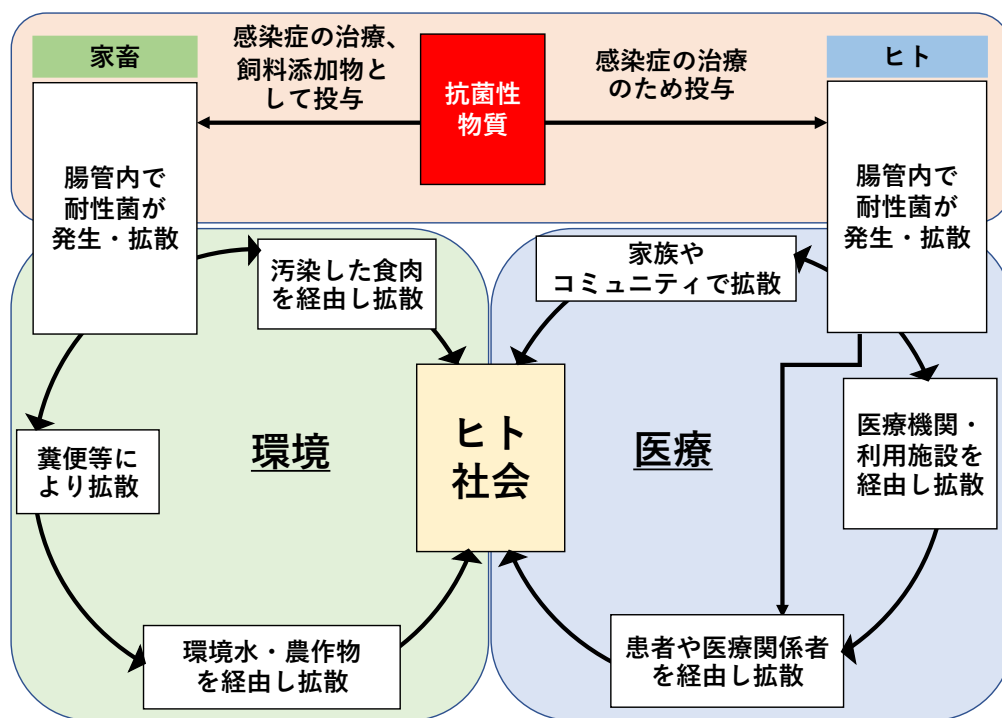 家畜
感染症の治療、
飼料添加物と
して投与
抗菌性
物質
感染症の治療
のため投与
ヒト
腸管内で
耐性菌が
発生・拡散
腸管内で
耐性菌が
発生・拡散
汚染した食肉
を経由し拡散
家族や
コミュニティで拡散
糞便等に
より拡散
環境
ヒト
社会
医療
医療機関・
利用施設を
経由し拡散
環境水・農作物
を経由し拡散
患者や医療関係者
を経由し拡散